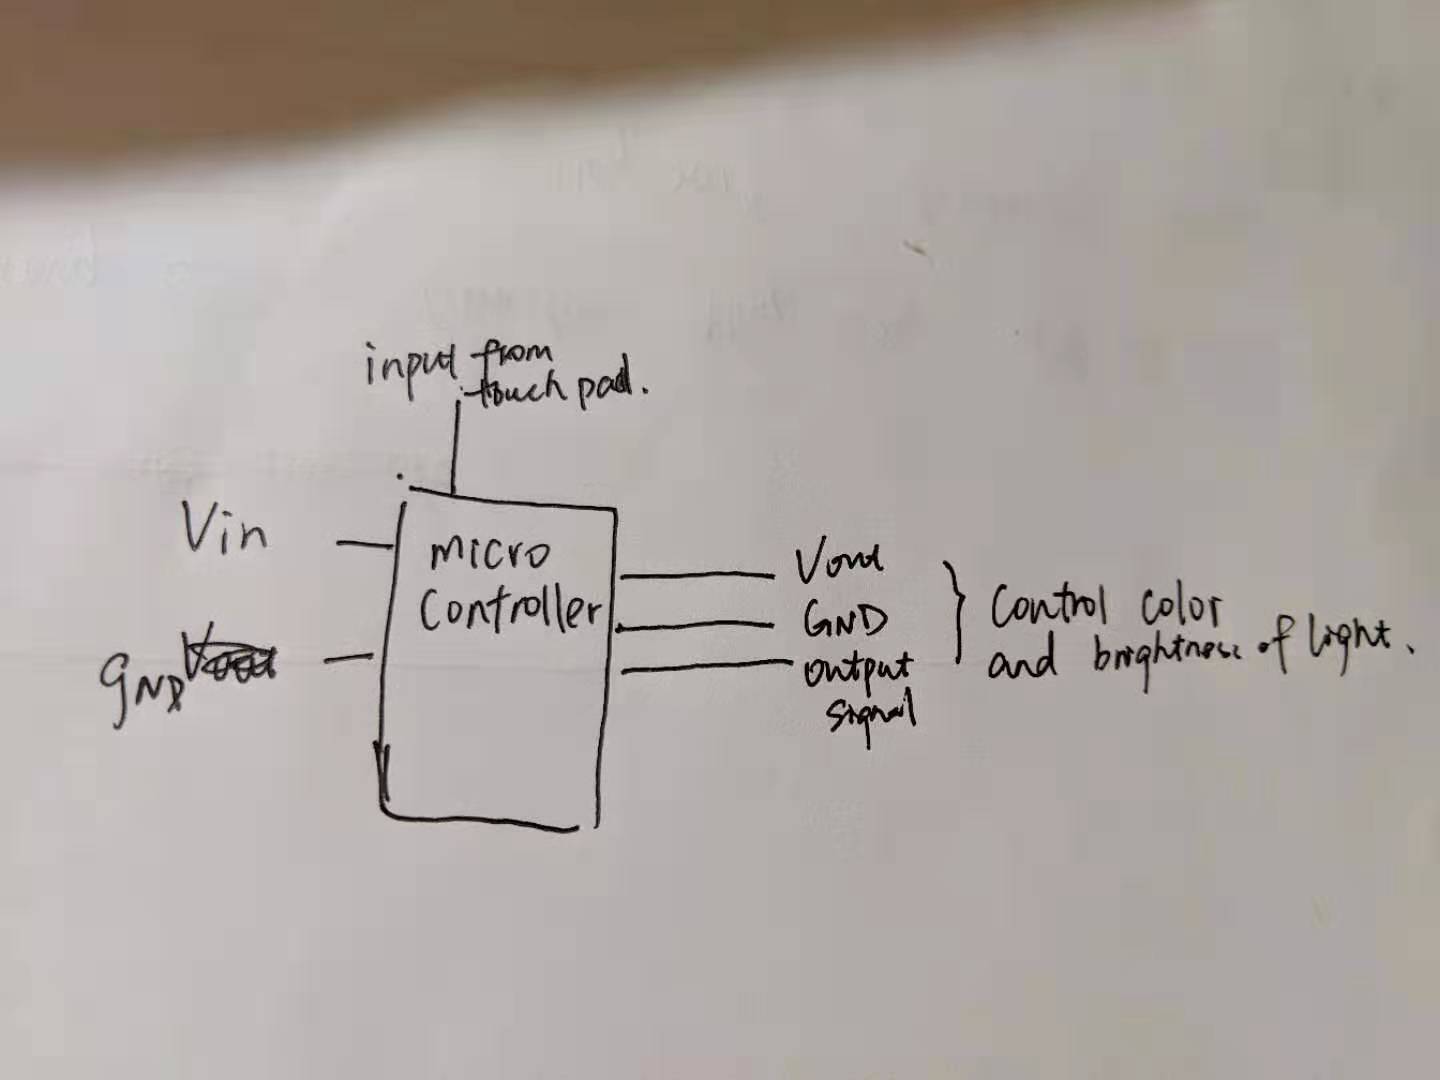 input from
touch pad.
Vin
micro
Controller
GND
Vout
GND
output
signal
Control color
and brightness of light.